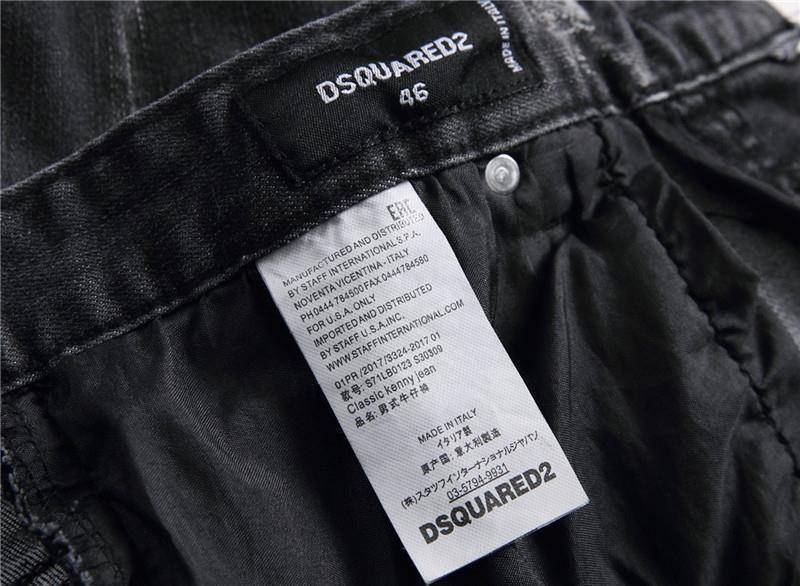 DSQUARED2
46
MADE IN ITALY
EAC
MANUFACTURED AND DISTRIBUTED
BY STAFF INTERNATIONAL S.P.A.
NOVENTA VICENTINA - ITALY
PH 0444 784500 FAX 0444784590
FOR U.S.A. ONLY
IMPORTED AND DISTRIBUTED
BY STAFF U.S.A.INC.
WWW.STAFFINTERNATIONAL.COM
01PR /2017/3324-2017 01
款号: S71LB0123 S30309
Classic kenny jean
品名: 男式牛仔裤
MADE IN ITALY
イタリア製
原产国: 意大利製造
(株)スタッフインターナショナルジャパン
03-5794-9931
DSQUARED2